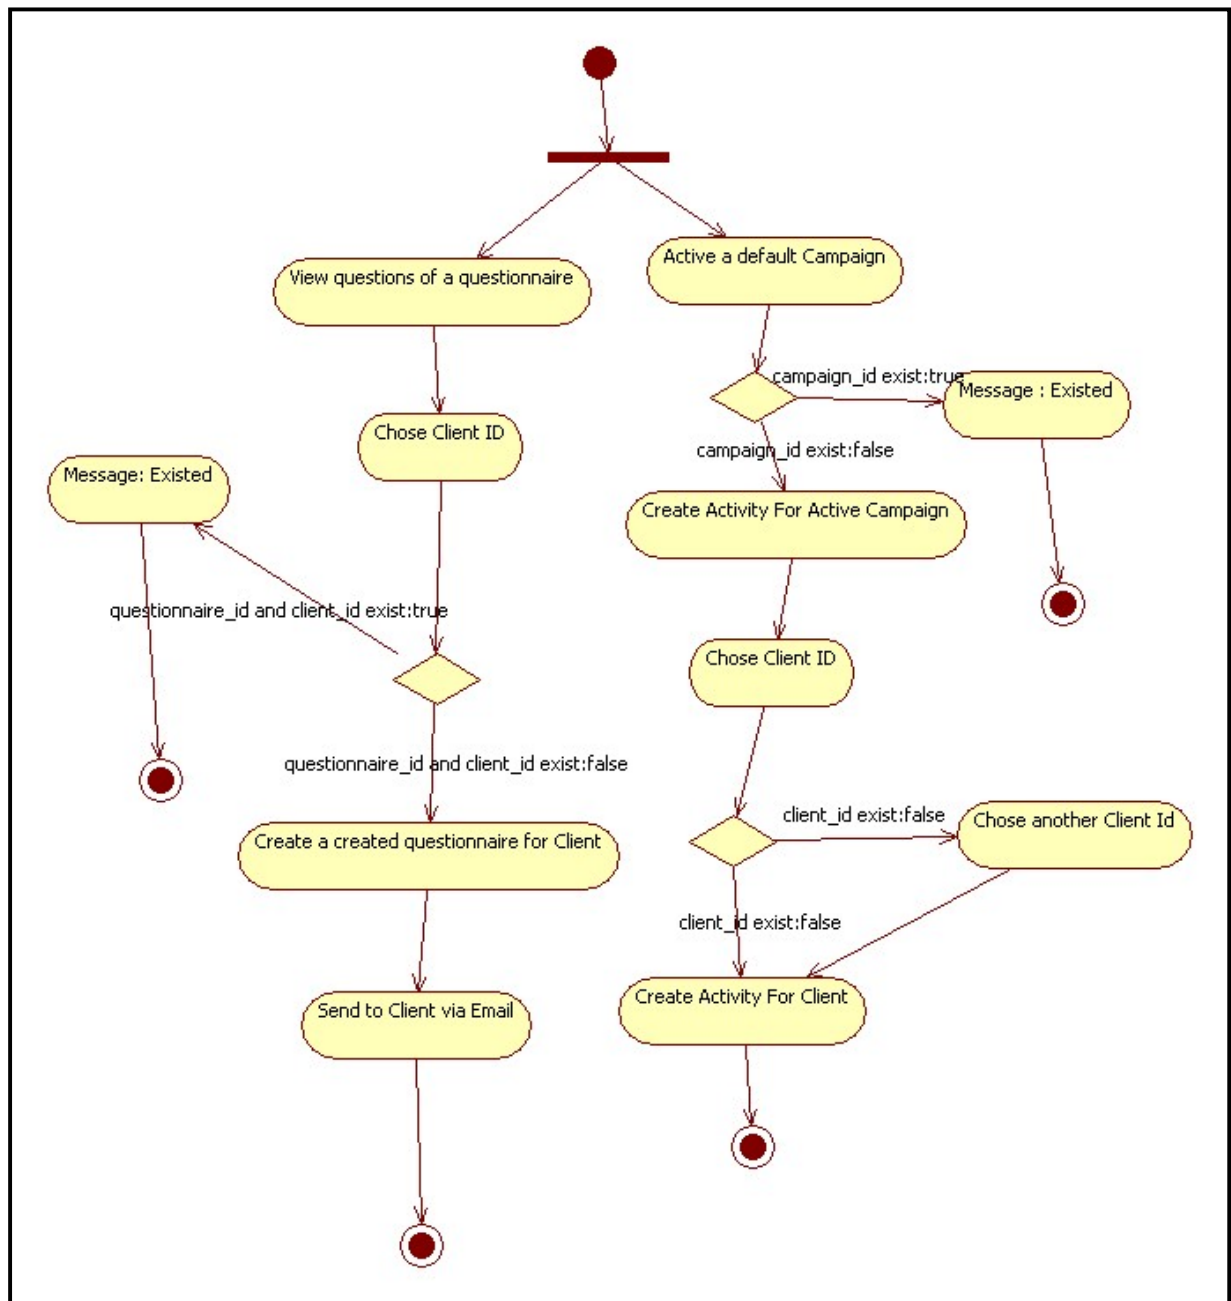 Active a default Campaign
View questions of a questionnaire
campaign_id exist:true
Message : Existed
Chose Client ID
campaign_id exist:false
Message: Existed
Create Activity For Active Campaign
questionnaire_id and client_id exist:true
Chose Client ID
questionnaire_id and client_id exist:false
client_id exist:false
Chose another Client Id
Create a created questionnaire for Client
client_id exist:false
Create Activity For Client
Send to Client via Email